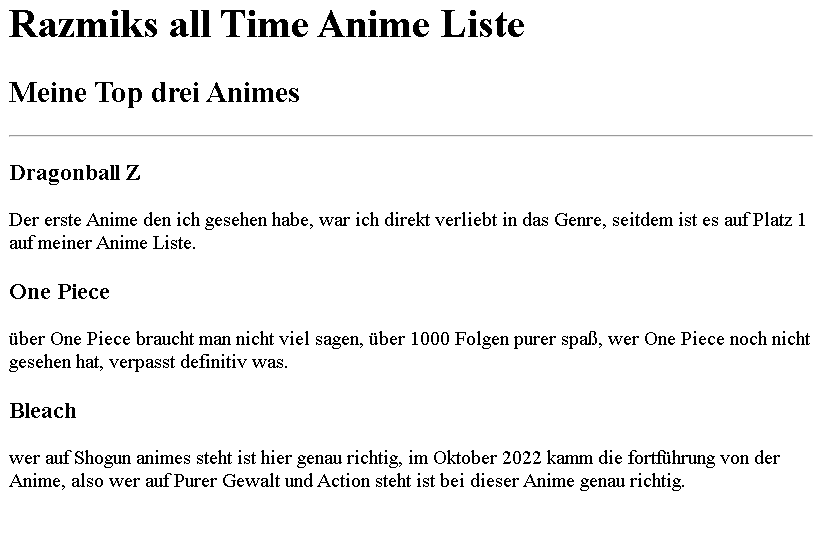 Razmiks all Time Anime Liste
Meine Top drei Animes
Dragonball Z
Der erste Anime den ich gesehen habe, war ich direkt verliebt in das Genre, seitdem ist es auf Platz 1
auf meiner Anime Liste.
One Piece
über One Piece braucht man nicht viel sagen, über 1000 Folgen purer spaß, wer One Piece noch nicht
gesehen hat, verpasst definitiv was.
Bleach
wer auf Shogun animes steht ist hier genau richtig, im Oktober 2022 kamm die fortführung von der
Anime, also wer auf Purer Gewalt und Action steht ist bei dieser Anime genau richtig.